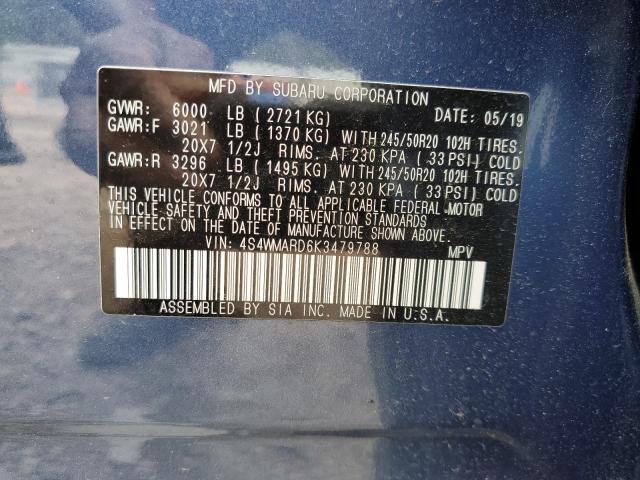 MFD BY SUBARU CORPORATION
GVWR: 6000 LB (2721 KG) DATE: 05/19
GAWR:F 3021 LB (1370 KG) WITH 245/50R20 102H TIRES.
20X7 1/2J RIMS. AT 230 KPA (33 PSI) COLD
GAWR:R 3296 LB (1495 KG) WITH 245/50R20 102H TIRES.
20X7 1/2J RIMS. AT 230 KPA (33 PSI) COLD
THIS VEHICLE CONFORMS TO ALL APPLICABLE FEDERAL MOTOR
VEHICLE SAFETY AND THEFT PREVENTION STANDARDS
IN EFFECT ON THE DATE OF MANUFACTURE SHOWN ABOVE.
VIN: 4S4WMARD6K3479788 MPV
ASSEMBLED BY SIA INC. MADE IN U.S.A.